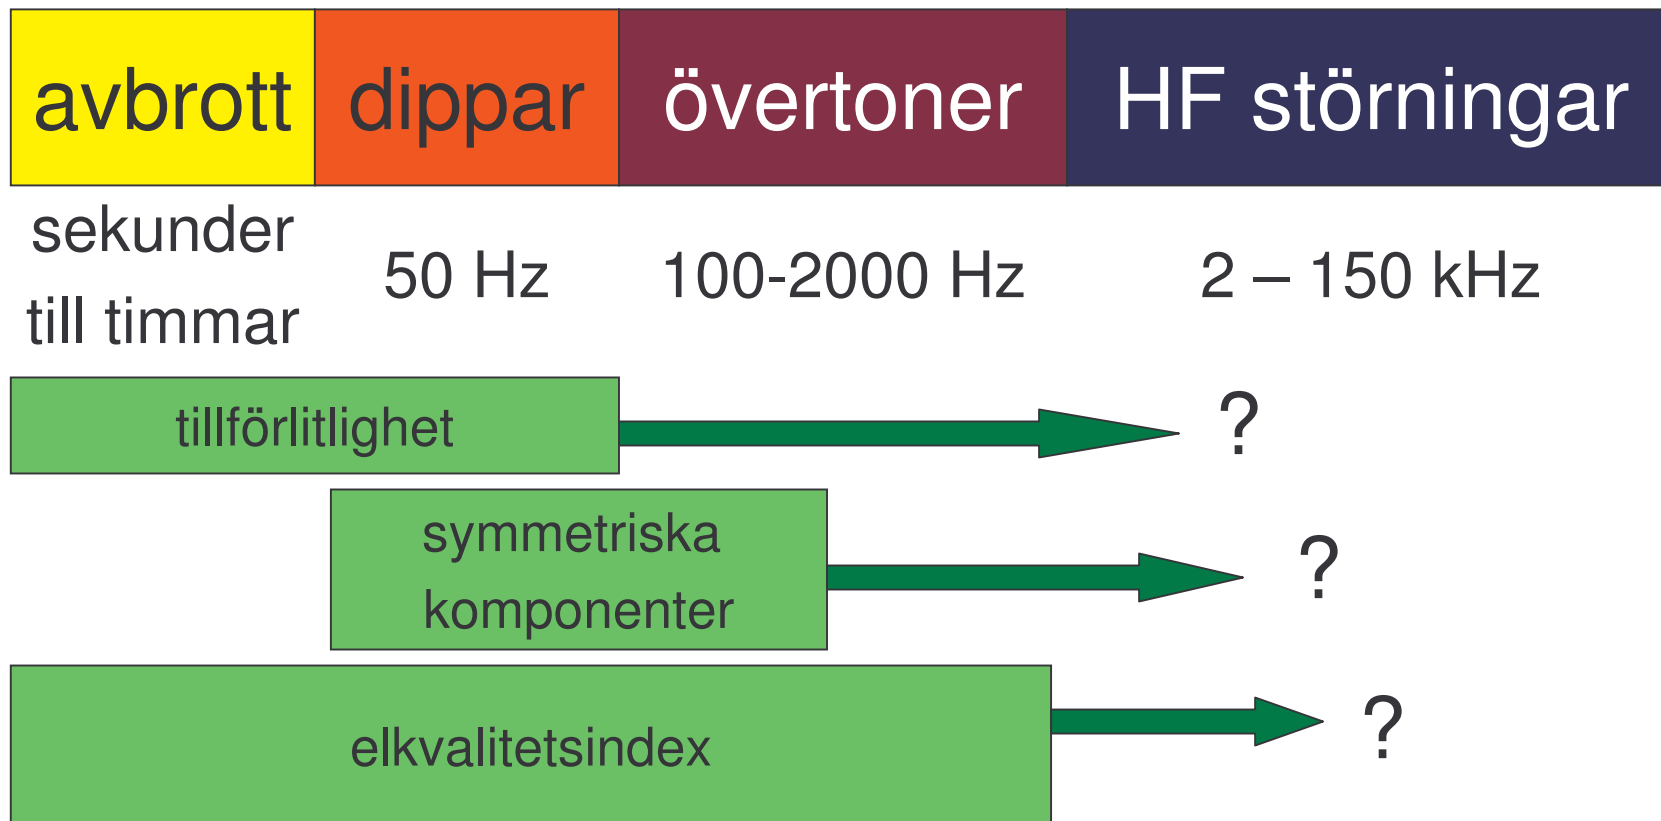 avbrott dippar övertoner HF störningar
sekunder
till timmar
50 Hz 100-2000 Hz 2 – 150 kHz
tillförlitlighet ?
symmetriska
komponenter
?
elkvalitetsindex ?